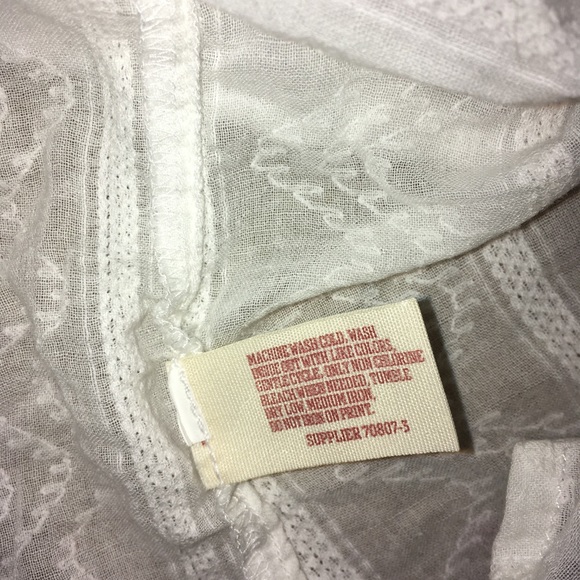 MACHINE WASH COLD, WASH
INSIDE OUT WITH LIKE COLORS,
GENTLE CYCLE, ONLY NON CHLORINE
BLEACH WHEN NEEDED, TUMBLE
DRY LOW, MEDIUM IRON.
DO NOT IRON ON PRINT.
SUPPLIER 70807-3